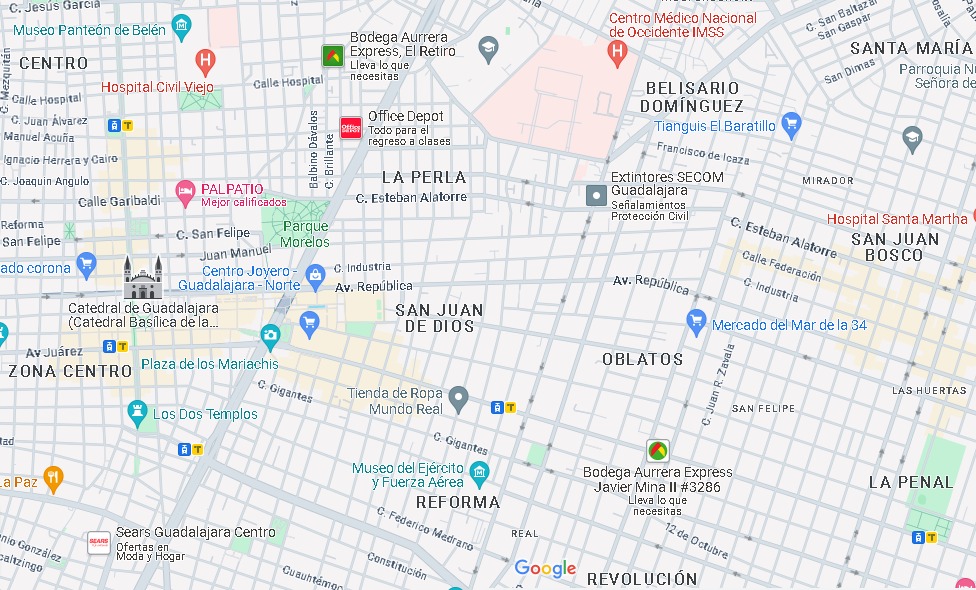 C. Jesús García
Museo Panteón de Belén
CENTRO
C. Mezquitán
Hospital Civil Viejo
Calle Hospital
Calle Hospital
C. Juan Álvarez
Manuel Acuña
Ignacio Herrera y Cairo
C. Joaquín Angulo
Calle Garibaldi
Reforma
San Felipe
C. San Felipe
Juan Manuel
Balbino Dávalos
C. Brillante
Bodega Aurrera
Express, El Retiro
Lleva lo que
necesitas
Office
DEPOT
Office Depot
Todo para el
regreso a clases
PALPATIO
Mejor calificados
Parque
Morelos
LA PERLA
C. Esteban Alatorre
Centro Médico Nacional
de Occidente IMSS
BELISARIO
DOMÍNGUEZ
Tianguis El Baratillo
Francisco de Icaza
C. San Baltazar
San
San Dimas
Rosalía
SANTA MARÍA
Parroquia Nu
Señora de
MIRADOR
Extintores SECOM
Guadalajara
Señalamientos
Protección Civil
Hospital Santa Martha
SAN JUAN
BOSCO
C. Esteban Alatorre
Calle Federación
C. Industria
ado corona
Catedral de Guadalajara
(Catedral Basílica de la...
Centro Joyero -
Guadalajara - Norte
C. Industria
Av. República
Av. República
SAN JUAN
DE DIOS
Av Juárez
ZONA CENTRO
Plaza de los Mariachis
C. Gigantes
Los Dos Templos
Tienda de Ropa
Mundo Real
OBLATOS
Mercado del Mar de la 34
C. Juan R. Zavala
SAN FELIPE
LAS HUERTAS
C. Gigantes
Museo del Ejército
y Fuerza Aérea
REFORMA
Bodega Aurrera Express
Javier Mina II #3286
Lleva lo que
necesitas
LA PENAL
12 de Octubre
tad
La Paz
SEARS
Sears Guadalajara Centro
Ofertas en
Moda y Hogar
nio González
caltzingo
Cuauhtémoc
Constitución
C. Federico Medrano
REAL
Google
REVOLUCIÓN
T
T
T
T
T
H
H